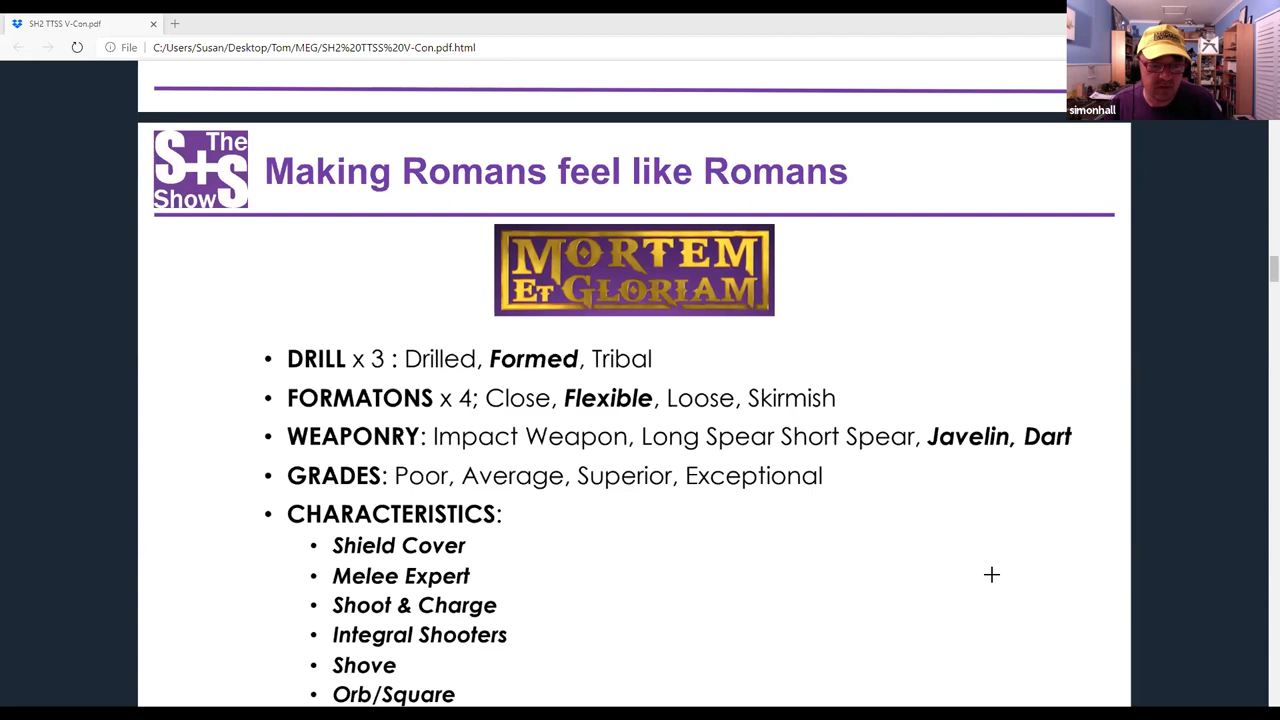 SH2 TTSS V-Con.pdf
File C:/Users/Susan/Desktop/Tom/MEG/SH2%20TTSS%20V-Con.pdf.html
simonhall
The
S+S
Show
Making Romans feel like Romans
MORTEM
ET GLORIAM
• DRILL x 3 : Drilled, Formed, Tribal
• FORMATONS x 4; Close, Flexible, Loose, Skirmish
• WEAPONRY: Impact Weapon, Long Spear Short Spear, Javelin, Dart
• GRADES: Poor, Average, Superior, Exceptional
• CHARACTERISTICS:
• Shield Cover
• Melee Expert
• Shoot & Charge
• Integral Shooters
• Shove
• Orb/Square